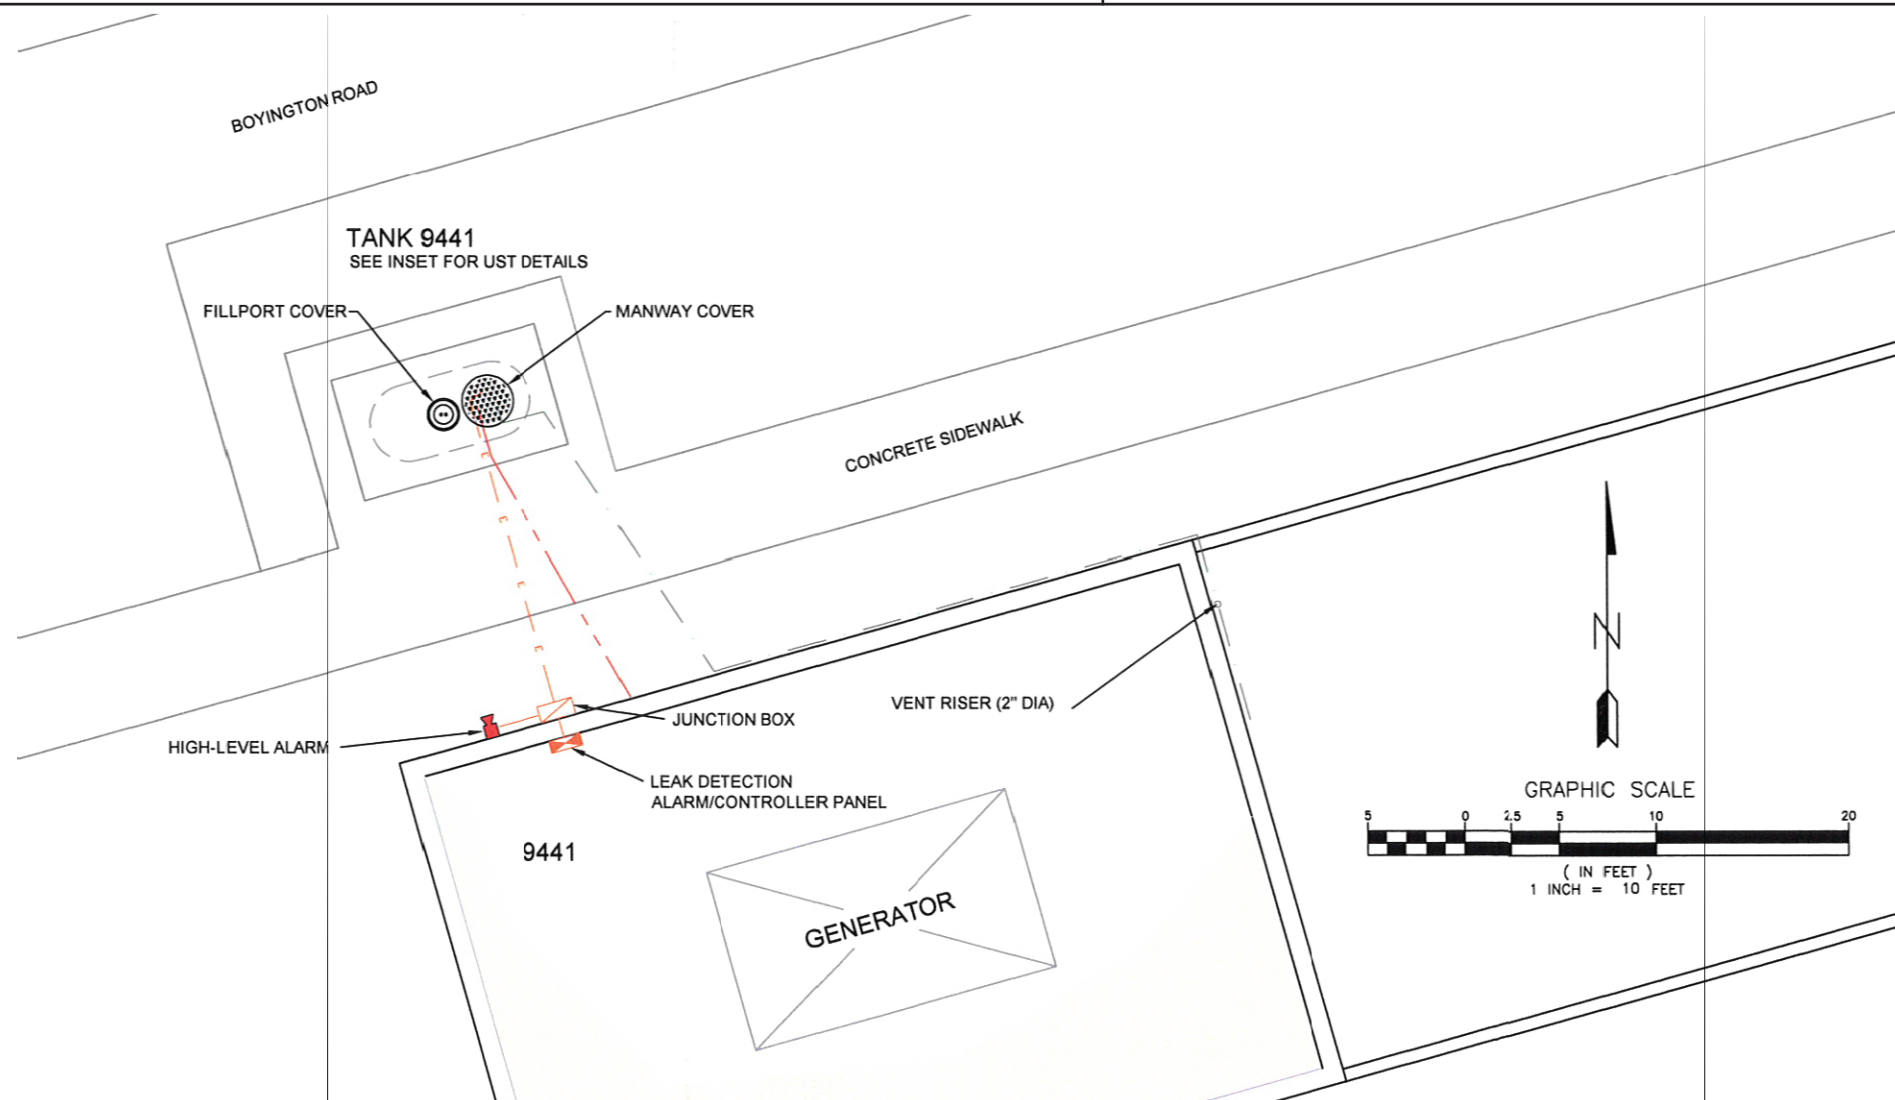 BOYINGTON ROAD
TANK 9441
SEE INSET FOR UST DETAILS
FILLPORT COVER
MANWAY COVER
CONCRETE SIDEWALK
E
E
E
E
N
VENT RISER (2" DIA)
JUNCTION BOX
HIGH-LEVEL ALARM
LEAK DETECTION
ALARM/CONTROLLER PANEL
9441
GENERATOR
GRAPHIC SCALE
5 0 2.5 5 10 20
( IN FEET )
1 INCH = 10 FEET